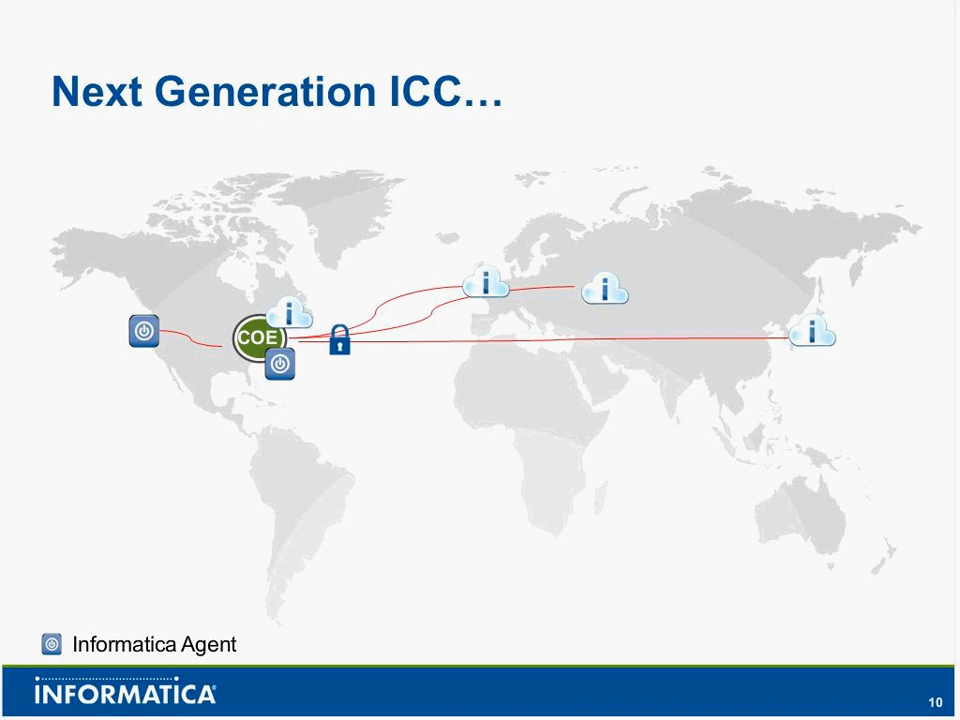 Next Generation ICC…
i
i
i
COE
i
Informatica Agent
INFORMATICA®
10